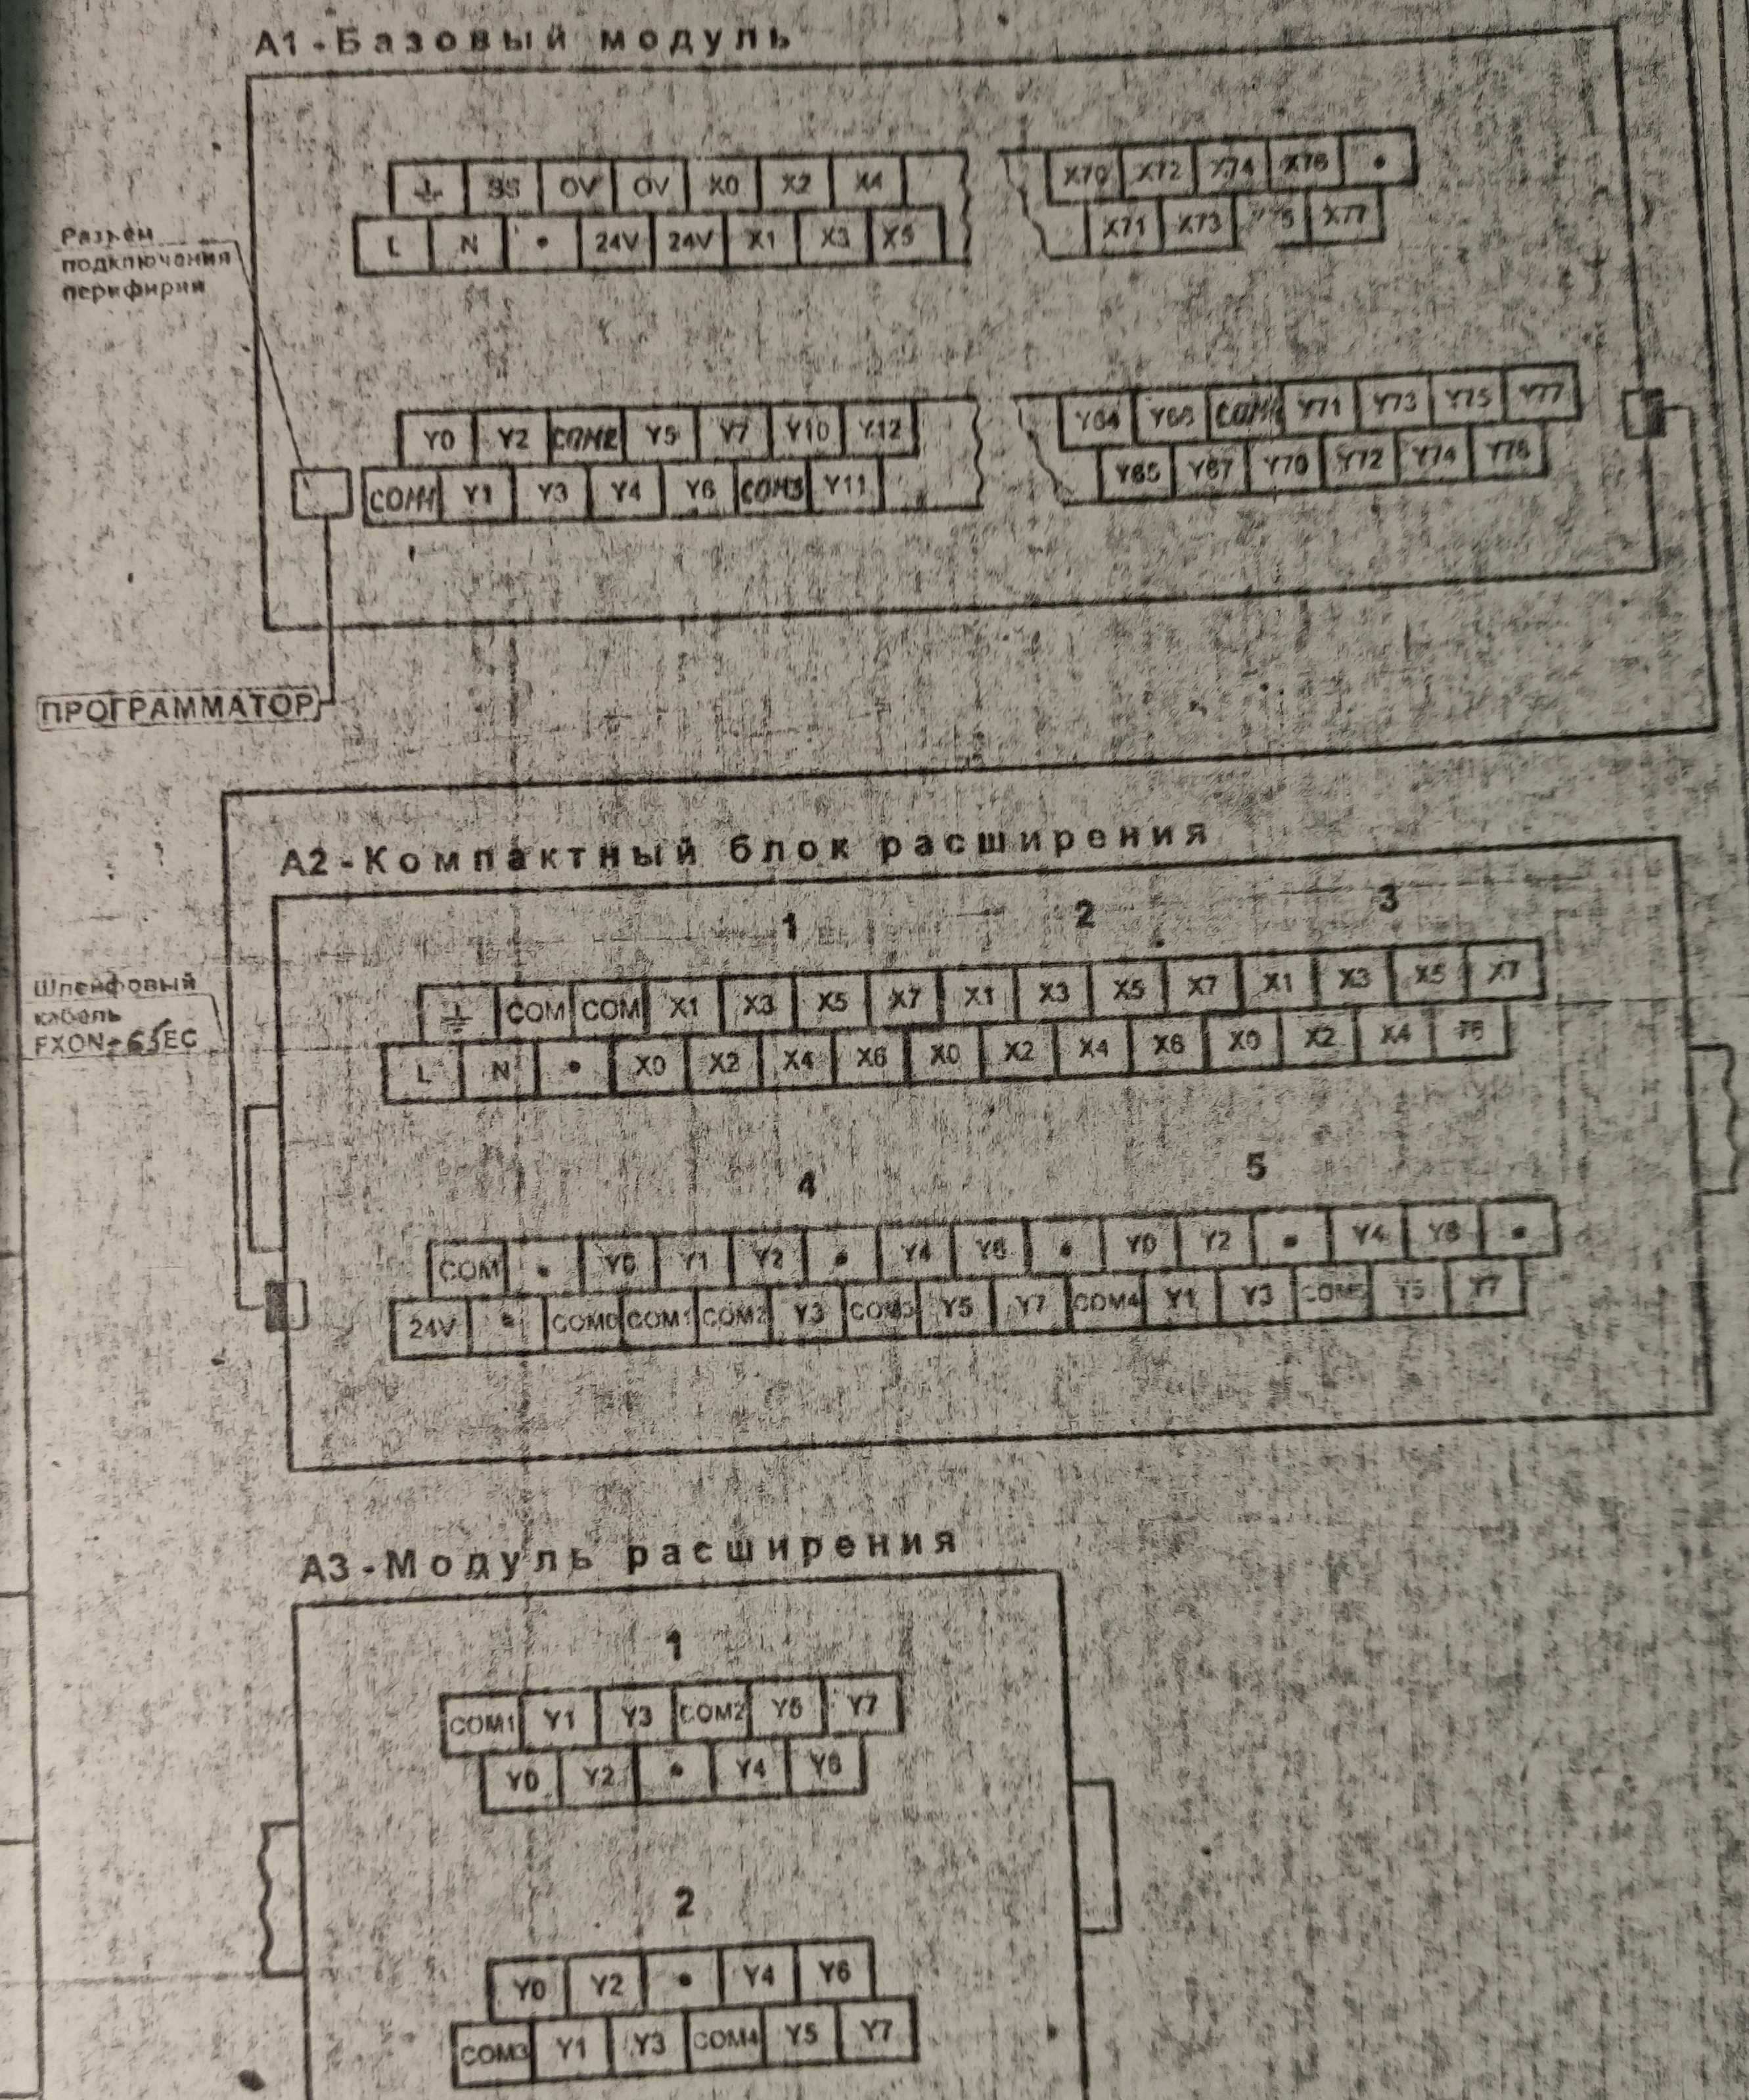 А1-Базовый модуль
SS 0V 0V X0 X2 X4 X70 X72 X74 X76 •
L N • 24V 24V X1 X3 X5 X71 X73 X77
Разъем
подключения
перифирии
Y0 Y2 COM2 Y5 Y7 Y10 Y12 Y64 Y66 Y71 Y73 Y75 Y77
COM1 Y1 Y3 Y4 Y6 COM3 Y11 Y65 Y67 Y70 Y72 Y74 Y76
ПРОГРАММАТОР
А2-Компактный блок расширения
1 2 3
COM COM X1 X3 X5 X7 X1 X3 X5 X7 X1 X3 X5 X7
L N • X0 X2 X4 X6 X0 X2 X4 X6 X0 X2 X4
Шлейфовый
кабель
FXON-65EC
4 5
COM • Y0 Y1 Y2 • Y4 Y6 • Y0 Y2 • Y4 Y6 •
24V • COM0 COM1 COM2 Y3 COM3 Y5 Y7 COM4 Y1 Y3 COM5 Y5 Y7
А3-Модуль расширения
1
COM1 Y1 Y3 COM2 Y5 Y7
Y0 Y2 • Y4 Y6
2
Y0 Y2 • Y4 Y6
COM3 Y1 Y3 COM4 Y5 Y7